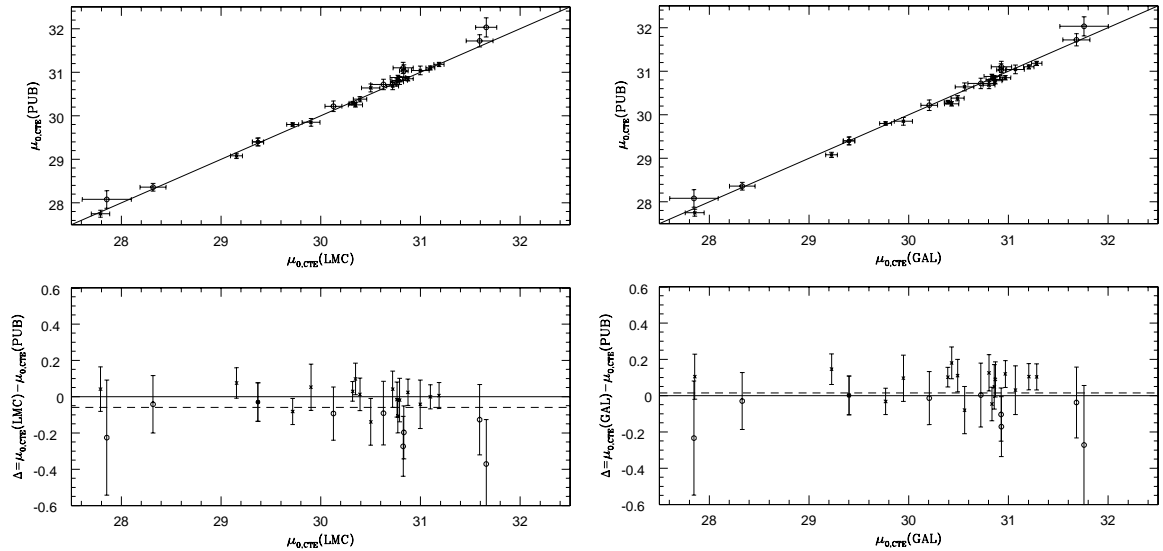 μ₀,CTE(PUB)
32
31
30
29
28
28 29 30 31 32
μ₀,CTE(LMC)
μ₀,CTE(PUB)
32
31
30
29
28
28 29 30 31 32
μ₀,CTE(GAL)
Δ=μ₀,CTE(LMC)−μ₀,CTE(PUB)
0.6
0.4
0.2
0
-0.2
-0.4
-0.6
28 29 30 31 32
μ₀,CTE(LMC)
Δ=μ₀,CTE(GAL)−μ₀,CTE(PUB)
0.6
0.4
0.2
0
-0.2
-0.4
-0.6
28 29 30 31 32
μ₀,CTE(GAL)